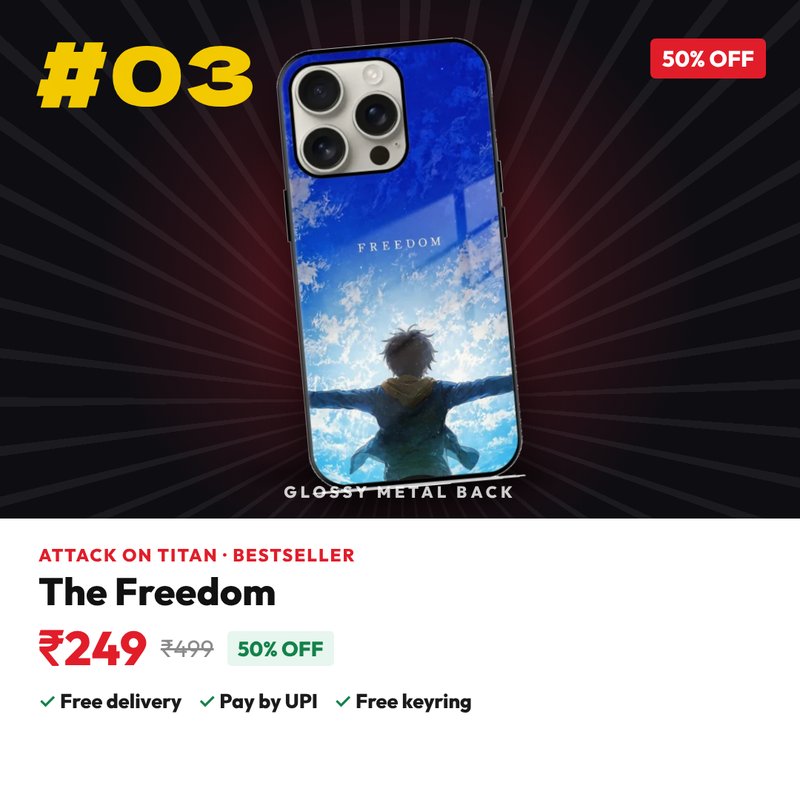 #03
50% OFF
FREEDOM
GLOSSY METAL BACK
ATTACK ON TITAN · BESTSELLER
The Freedom
₹249 ₹499 50% OFF
✓ Free delivery ✓ Pay by UPI ✓ Free keyring